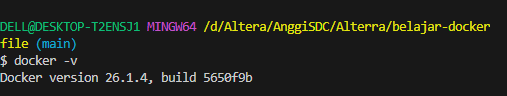 DELL@DESKTOP-T2ENSJ1 MINGW64 /d/Altera/AnggiSDC/Alterra/belajar-docker
file (main)
$ docker -v
Docker version 26.1.4, build 5650f9b